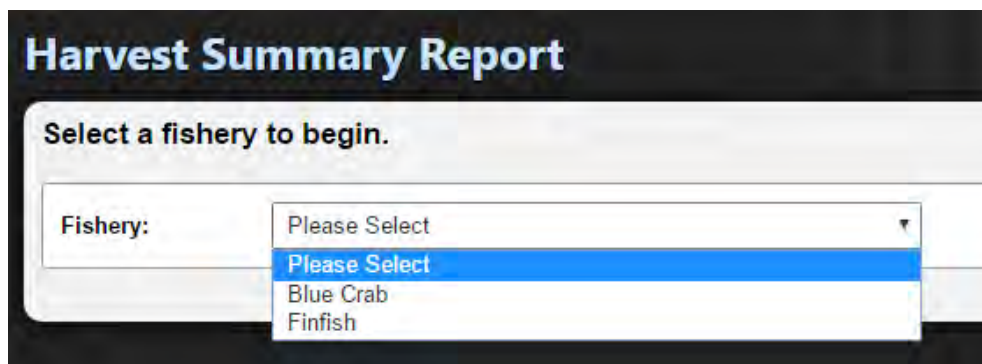 Harvest Summary Report
Select a fishery to begin.
Fishery: Please Select
Please Select
Blue Crab
Finfish